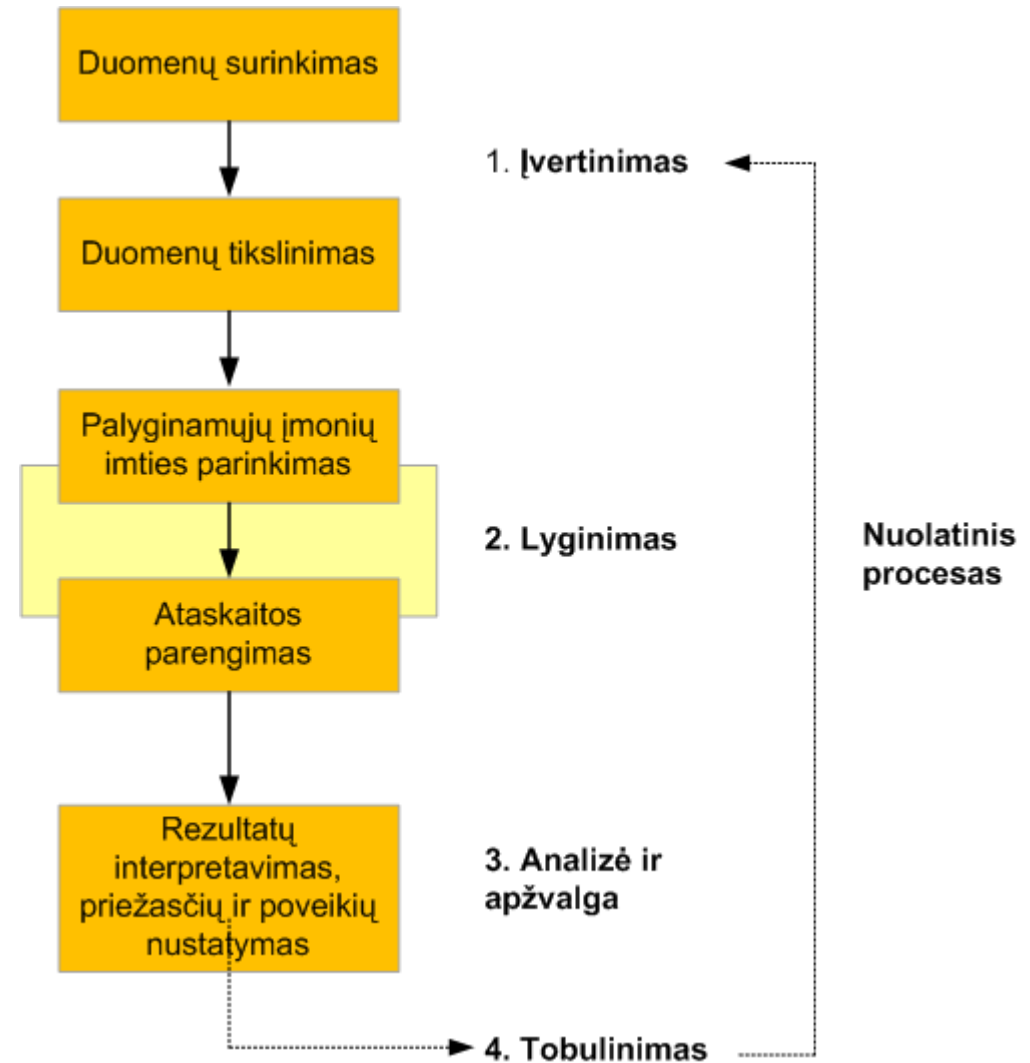 Duomenų surinkimas
1. Įvertinimas
Duomenų tikslinimas
Palyginamųjų įmonių
imties parinkimas
2. Lyginimas
Nuolatinis
procesas
Ataskaitos
parengimas
Rezultatų
interpretavimas,
priežasčių ir poveikių
nustatymas
3. Analizė ir
apžvalga
4. Tobulinimas